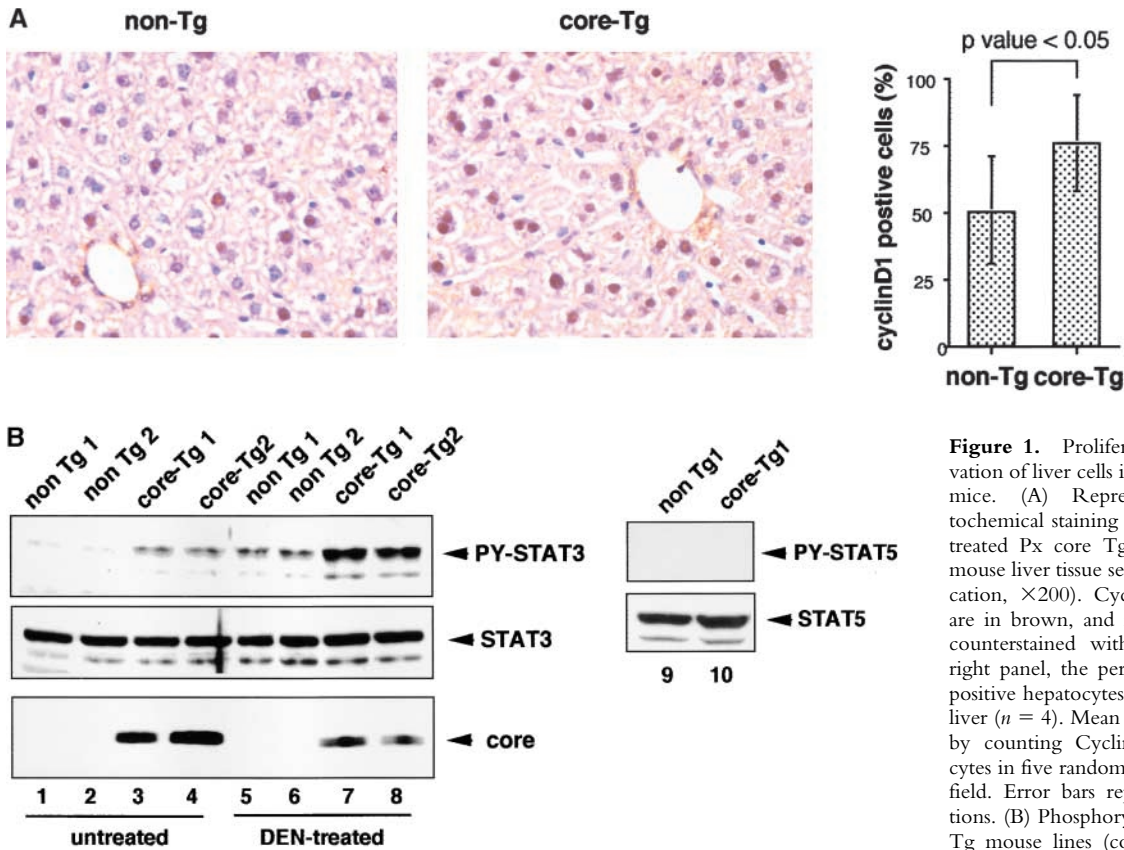 A
non-Tg
core-Tg
p value < 0.05
cyclinD1 postive cells (%)
100
75
50
25
0
non-Tg core-Tg
B
non Tg 1
non Tg 2
core-Tg 1
core-Tg2
non Tg 1
non Tg 2
core-Tg 1
core-Tg2
PY-STAT3
STAT3
core
1 2 3 4 5 6 7 8
untreated DEN-treated
non Tg1
core-Tg1
PY-STAT5
STAT5
9 10
Figure 1. Prolifer
vation of liver cells i
mice. (A) Repre
tochemical staining
treated Px core Tg
mouse liver tissue se
cation, ×200). Cyc
are in brown, and
counterstained with
right panel, the per
positive hepatocytes
liver (n = 4). Mean
by counting Cyclin
cytes in five random
field. Error bars rep
tions. (B) Phosphory
Tg mouse lines (co